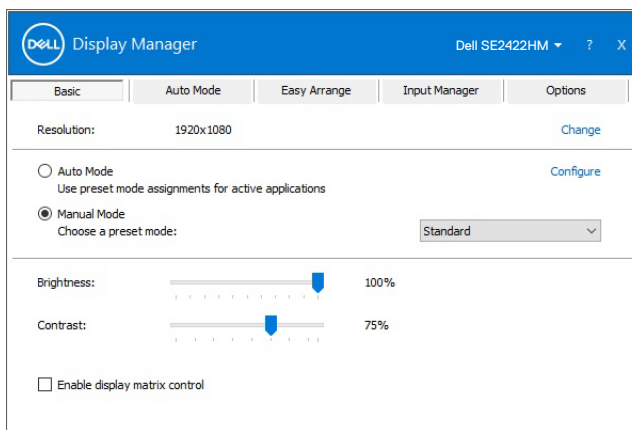 DELL Display Manager Dell SE2422HM ? X
Basic Auto Mode Easy Arrange Input Manager Options
Resolution: 1920x1080 Change
Auto Mode Configure
Use preset mode assignments for active applications
Manual Mode
Choose a preset mode: Standard
Brightness: 100%
Contrast: 75%
Enable display matrix control